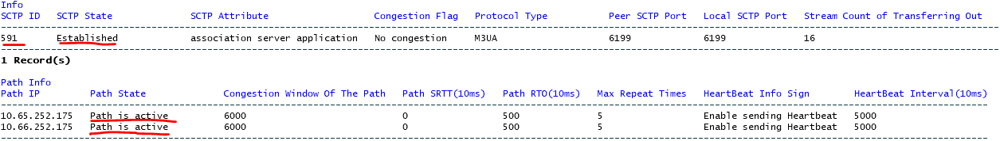 Info
SCTP ID SCTP State SCTP Attribute Congestion Flag Protocol Type Peer SCTP Port Local SCTP Port Stream Count of Transferring Out
591 Established association server application No congestion M3UA 6199 6199 16
1 Record(s)
Path Info
Path IP Path State Congestion Window Of The Path Path SRTT(10ms) Path RTO(10ms) Max Repeat Times HeartBeat Info Sign HeartBeat Interval(10ms)
10.65.252.175 Path is active 6000 0 500 5 Enable sending Heartbeat 5000
10.66.252.175 Path is active 6000 0 500 5 Enable sending Heartbeat 5000